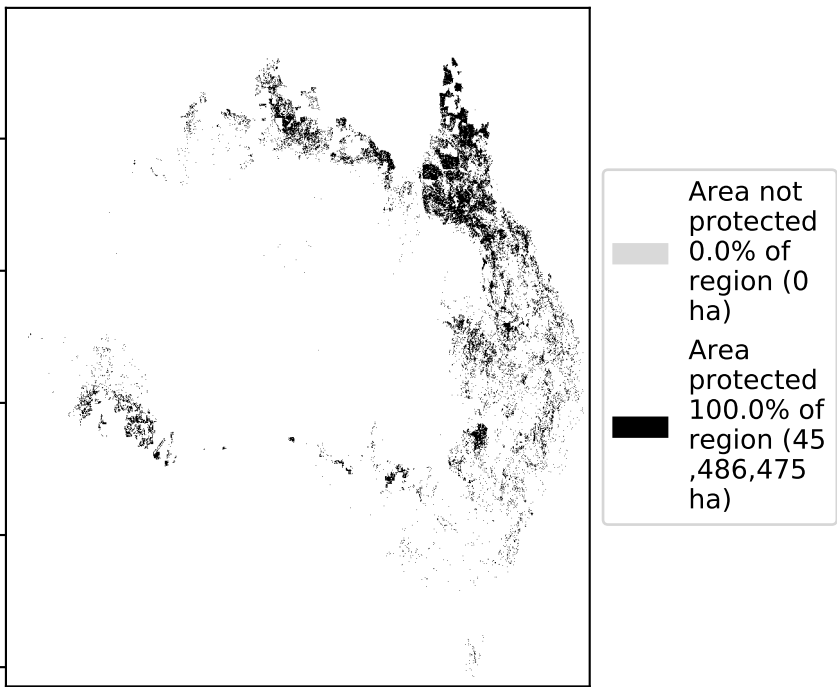 Area not
protected
0.0% of
region (0
ha)
Area
protected
100.0% of
region (45
,486,475
ha)